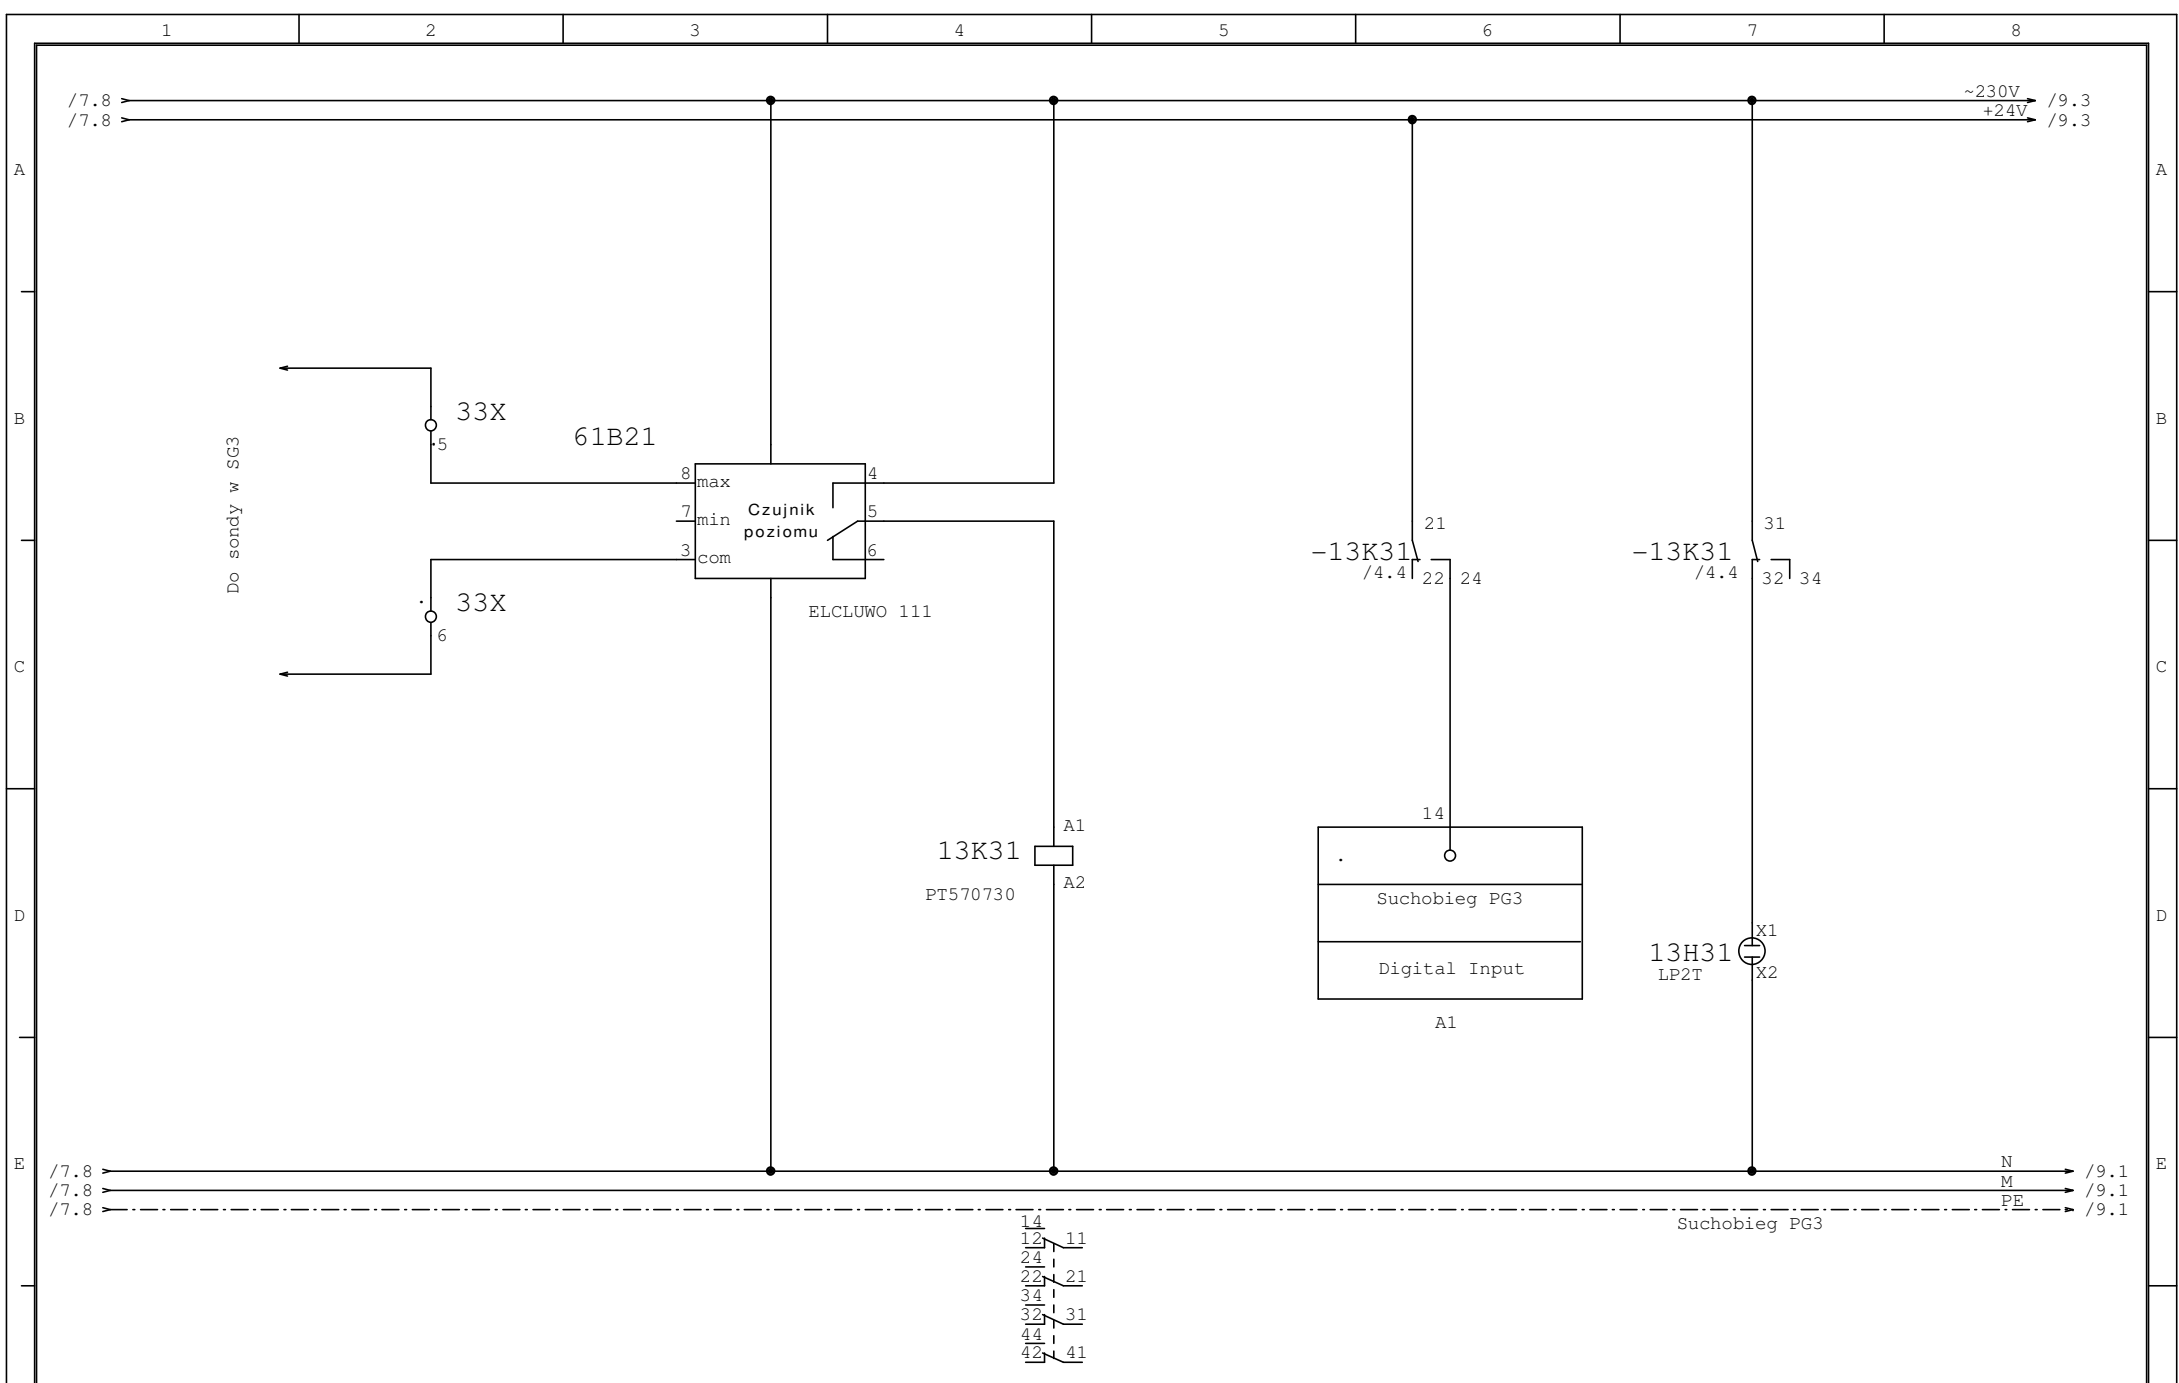 1 2 3 4 5 6 7 8
/7.8 ~230V /9.3
/7.8 +24V /9.3
A A
B B
C C
D D
E E
Do sondy w SG3
33X
5
33X
6
61B21
8 max
7 min
3 com
Czujnik
poziomu
4
5
6
ELCLUWO 111
A1
13K31
A2
PT570730
21
-13K31
/4.4 22 24
31
-13K31
/4.4 32 34
14
Suchobieg PG3
Digital Input
A1
X1
13H31
LP2T X2
/7.8 N /9.1
/7.8 M /9.1
/7.8 PE /9.1
Suchobieg PG3
14
12 11
24
22 21
34
32 31
44
42 41